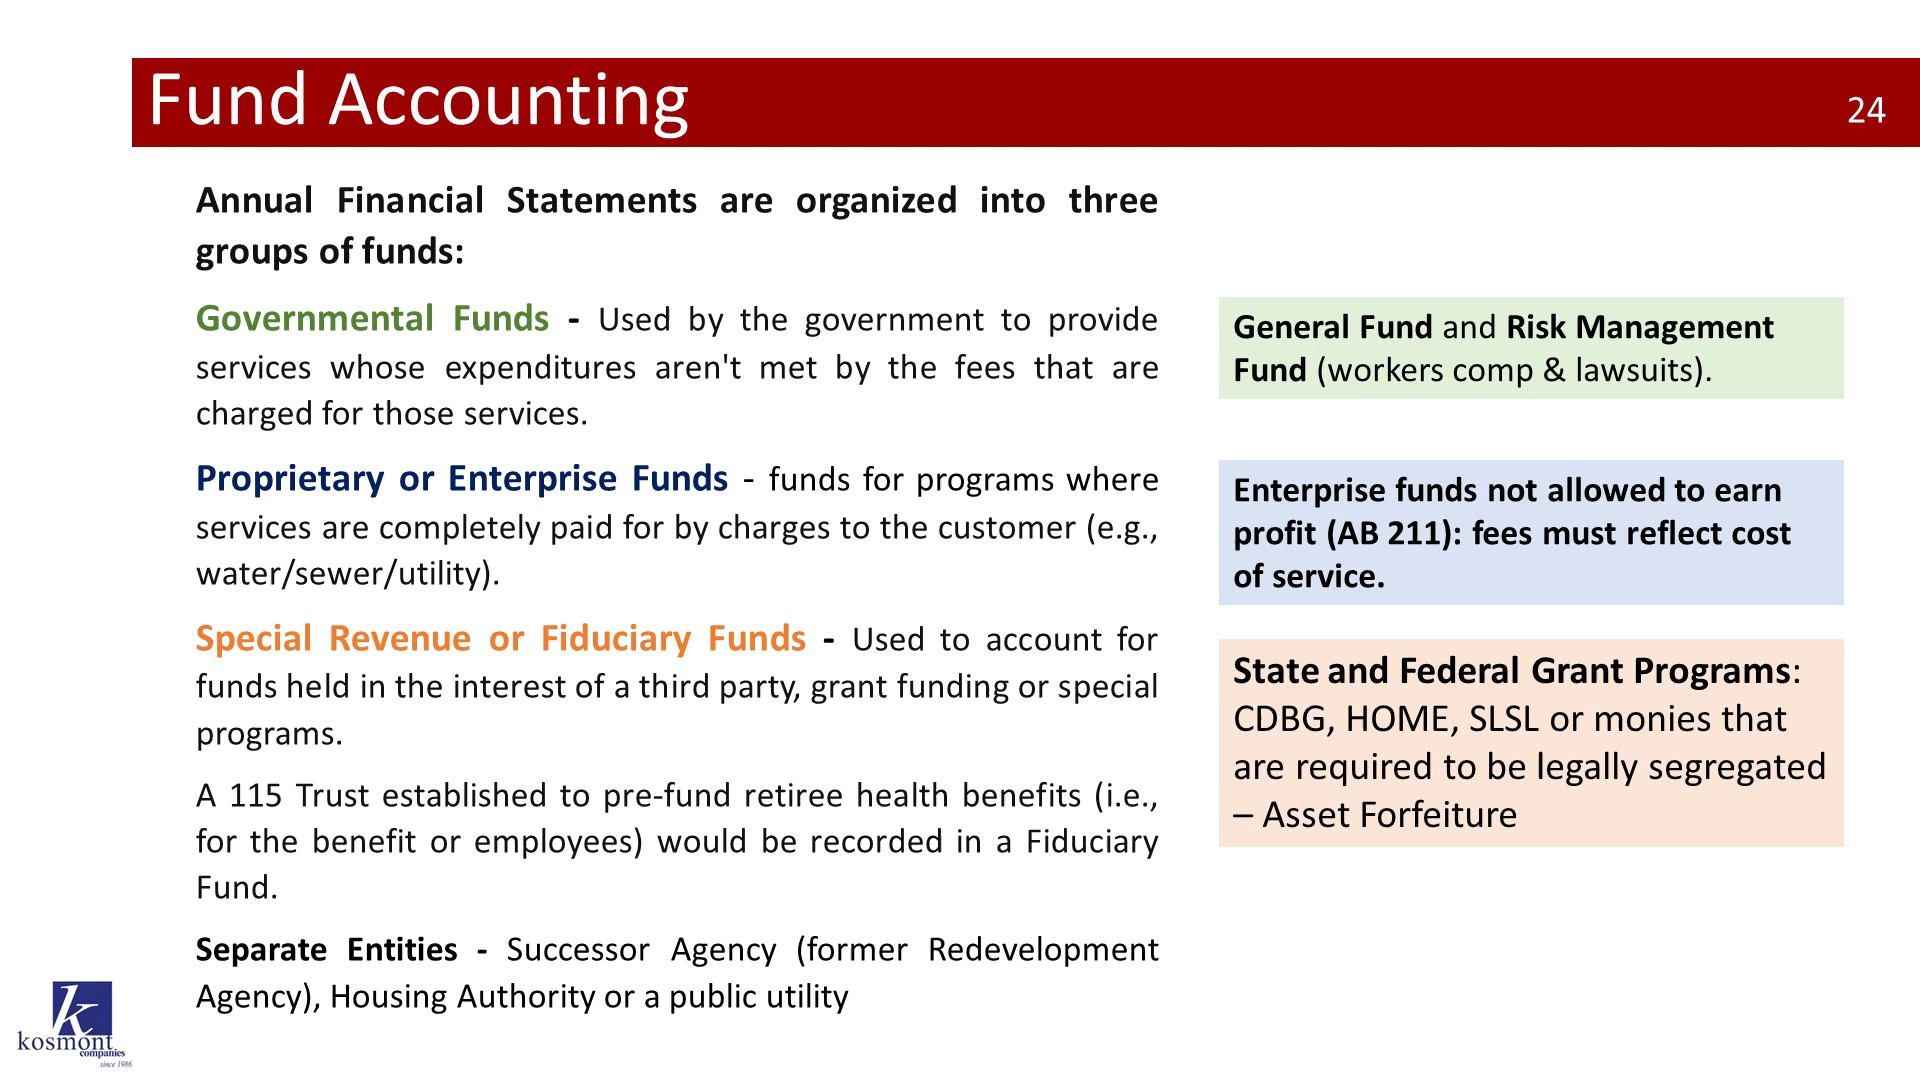 Fund Accounting
24
Annual Financial Statements are organized into three
groups of funds:
Governmental Funds - Used by the government to provide
services whose expenditures aren't met by the fees that are
charged for those services.
General Fund and Risk Management
Fund (workers comp & lawsuits).
Proprietary or Enterprise Funds - funds for programs where
services are completely paid for by charges to the customer (e.g.,
water/sewer/utility).
Enterprise funds not allowed to earn
profit (AB 211): fees must reflect cost
of service.
Special Revenue or Fiduciary Funds - Used to account for
funds held in the interest of a third party, grant funding or special
programs.
State and Federal Grant Programs:
CDBG, HOME, SLSL or monies that
are required to be legally segregated
– Asset Forfeiture
A 115 Trust established to pre-fund retiree health benefits (i.e.,
for the benefit or employees) would be recorded in a Fiduciary
Fund.
Separate Entities - Successor Agency (former Redevelopment
Agency), Housing Authority or a public utility
k
kosmont
companies
since 1986